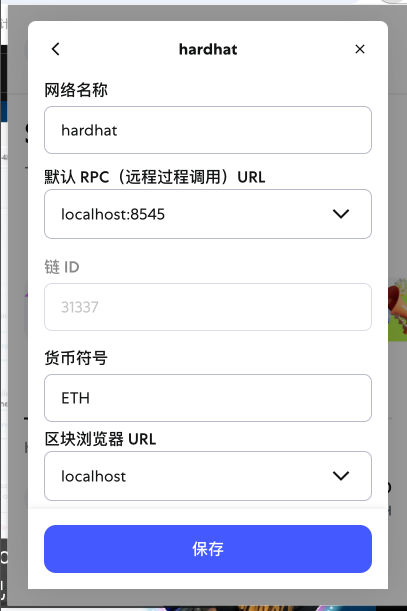 hardhat
网络名称
hardhat
默认 RPC（远程过程调用）URL
localhost:8545
链 ID
31337
货币符号
ETH
区块浏览器 URL
localhost
保存